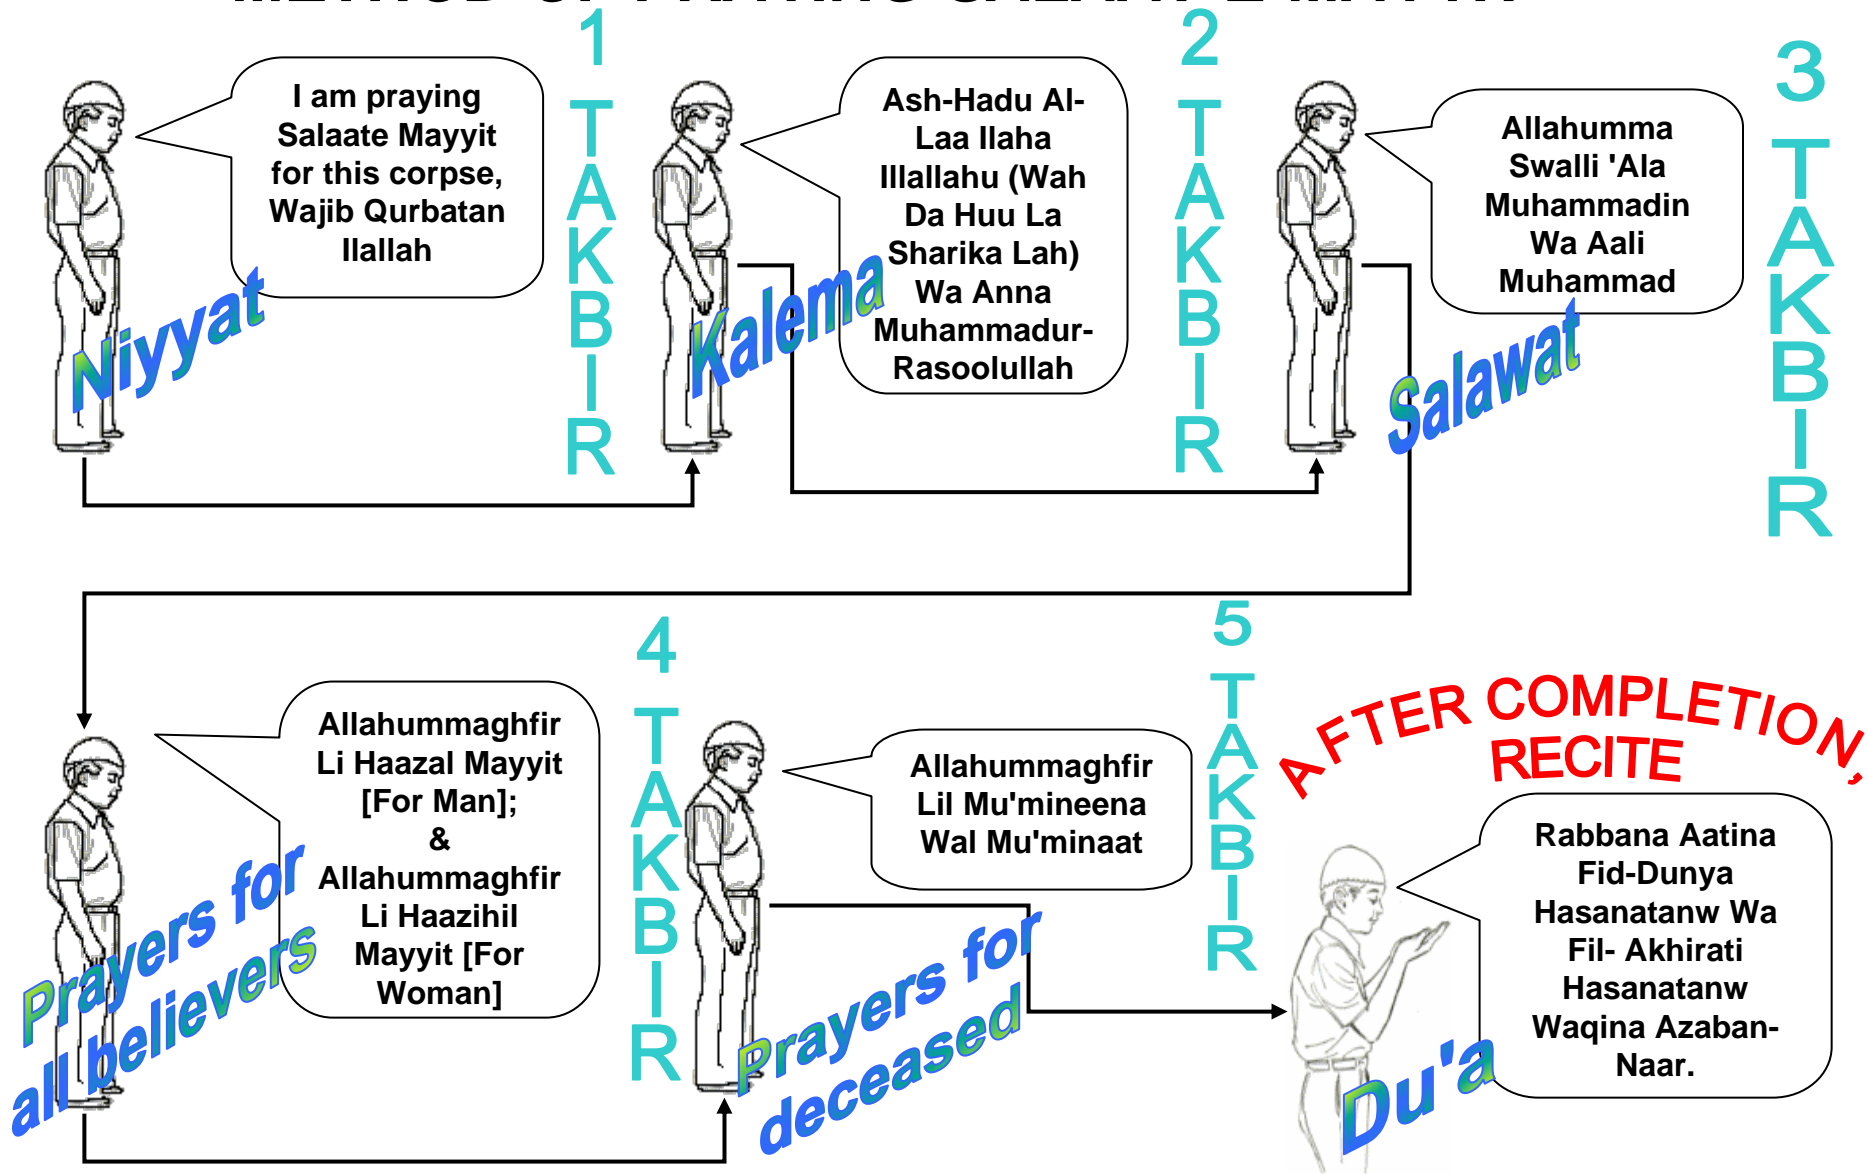 1 TAKBIR
2 TAKBIR
3 TAKBIR
I am praying
Salaate Mayyit
for this corpse,
Wajib Qurbatan
Ilallah
Niyyat
Ash-Hadu Al-
Laa Ilaha
Illallahu (Wah
Da Huu La
Sharika Lah)
Wa Anna
Muhammadur-
Rasoolullah
Kalema
Allahumma
Swalli 'Ala
Muhammadin
Wa Aali
Muhammad
Salawat
4 TAKBIR
5 TAKBIR
Allahummaghfir
Li Haazal Mayyit
[For Man];
&
Allahummaghfir
Li Haazihil
Mayyit [For
Woman]
Prayers for
all believers
Allahummaghfir
Lil Mu'mineena
Wal Mu'minaat
Prayers for
deceased
AFTER COMPLETION,
RECITE
Rabbana Aatina
Fid-Dunya
Hasanatanw Wa
Fil- Akhirati
Hasanatanw
Waqina Azaban-
Naar.
Du'a